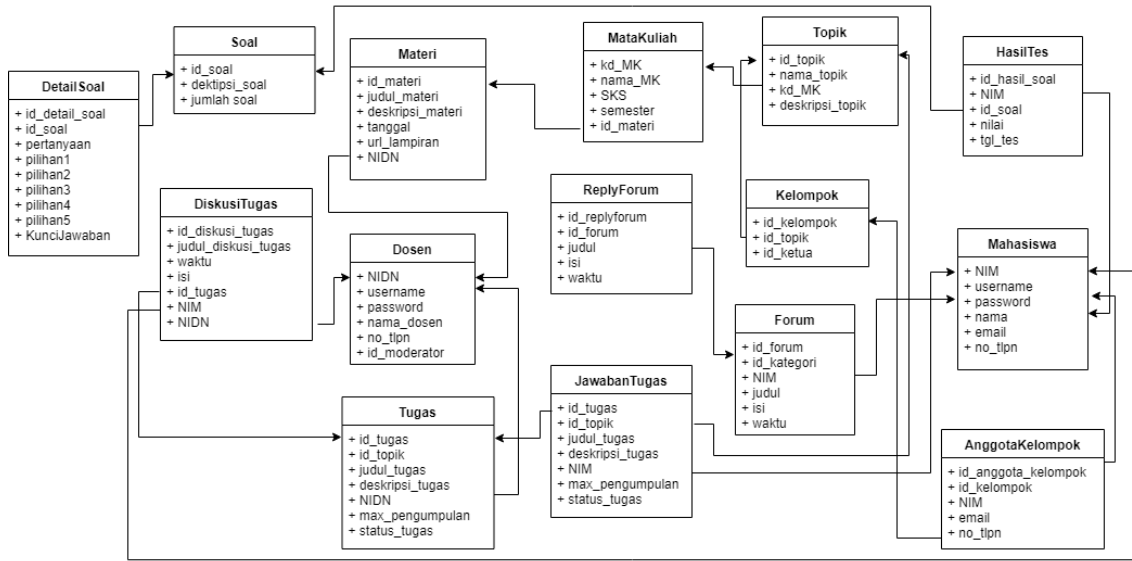 DetailSoal
+ id_detail_soal
+ id_soal
+ pertanyaan
+ pilihan1
+ pilihan2
+ pilihan3
+ pilihan4
+ pilihan5
+ KunciJawaban
Soal
+ id_soal
+ dektipsi_soal
+ jumlah soal
Materi
+ id_materi
+ judul_materi
+ deskripsi_materi
+ tanggal
+ url_lampiran
+ NIDN
MataKuliah
+ kd_MK
+ nama_MK
+ SKS
+ semester
+ id_materi
Topik
+ id_topik
+ nama_topik
+ kd_MK
+ deskripsi_topik
HasilTes
+ id_hasil_soal
+ NIM
+ id_soal
+ nilai
+ tgl_tes
DiskusiTugas
+ id_diskusi_tugas
+ judul_diskusi_tugas
+ waktu
+ isi
+ id_tugas
+ NIM
+ NIDN
Dosen
+ NIDN
+ username
+ password
+ nama_dosen
+ no_tlpn
+ id_moderator
ReplyForum
+ id_replyforum
+ id_forum
+ judul
+ isi
+ waktu
Kelompok
+ id_kelompok
+ id_topik
+ id_ketua
Mahasiswa
+ NIM
+ username
+ password
+ nama
+ email
+ no_tlpn
Forum
+ id_forum
+ id_kategori
+ NIM
+ judul
+ isi
+ waktu
Tugas
+ id_tugas
+ id_topik
+ judul_tugas
+ deskripsi_tugas
+ NIDN
+ max_pengumpulan
+ status_tugas
JawabanTugas
+ id_tugas
+ id_topik
+ judul_tugas
+ deskripsi_tugas
+ NIM
+ max_pengumpulan
+ status_tugas
AnggotaKelompok
+ id_anggota_kelompok
+ id_kelompok
+ NIM
+ email
+ no_tlpn